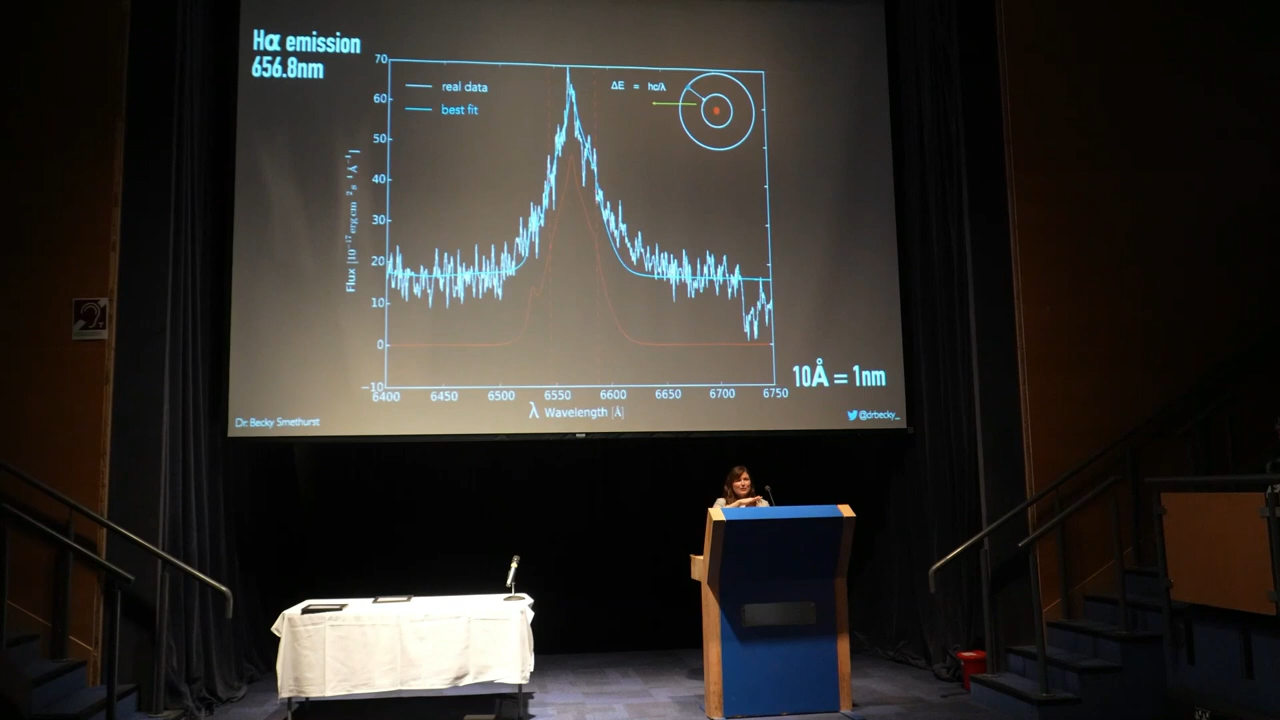 Hα emission
656.8nm
70
60
50
40
30
20
10
0
−10
Flux [10⁻¹⁷ erg cm⁻² s⁻¹ Å⁻¹]
real data
best fit
ΔE = hc/λ
6400 6450 6500 6550 6600 6650 6700 6750
λ Wavelength [Å]
10Å = 1nm
Dr. Becky Smethurst
@drbecky_